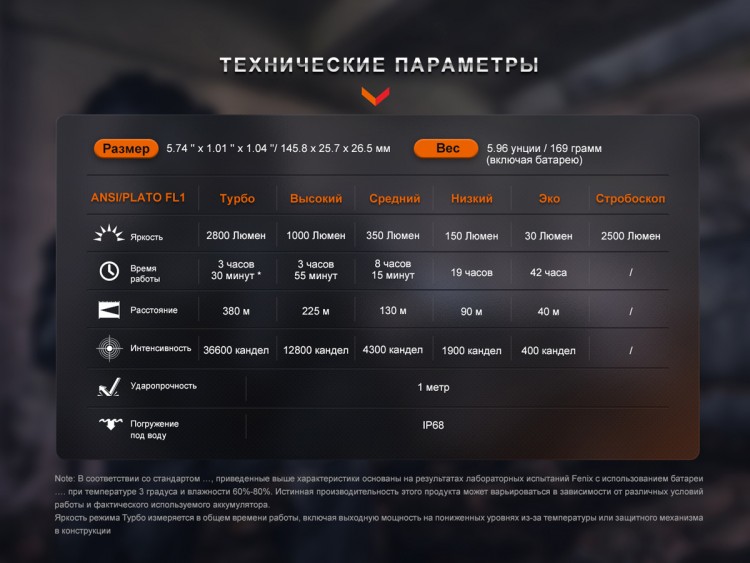 ТЕХНИЧЕСКИЕ ПАРАМЕТРЫ
Размер 5.74 " x 1.01 " x 1.04 "/ 145.8 x 25.7 x 26.5 мм Вес 5.96 унции / 169 грамм
(включая батарею)
ANSI/PLATO FL1 Турбо Высокий Средний Низкий Эко Стробоскоп
Яркость 2800 Люмен 1000 Люмен 350 Люмен 150 Люмен 30 Люмен 2500 Люмен
Время работы 3 часов 30 минут * 3 часов 55 минут 8 часов 15 минут 19 часов 42 часа /
Расстояние 380 м 225 м 130 м 90 м 40 м /
Интенсивность 36600 кандел 12800 кандел 4300 кандел 1900 кандел 400 кандел /
Ударопрочность 1 метр
Погружение под воду IP68
Note: В соответствии со стандартом ..., приведенные выше характеристики основаны на результатах лабораторных испытаний Fenix с использованием батареи
.... при температуре 3 градуса и влажности 60%-80%. Истинная производительность этого продукта может варьироваться в зависимости от различных условий
работы и фактического используемого аккумулятора.
Яркость режима Турбо измеряется в общем времени работы, включая выходную мощность на пониженных уровнях из-за температуры или защитного механизма
в конструкции